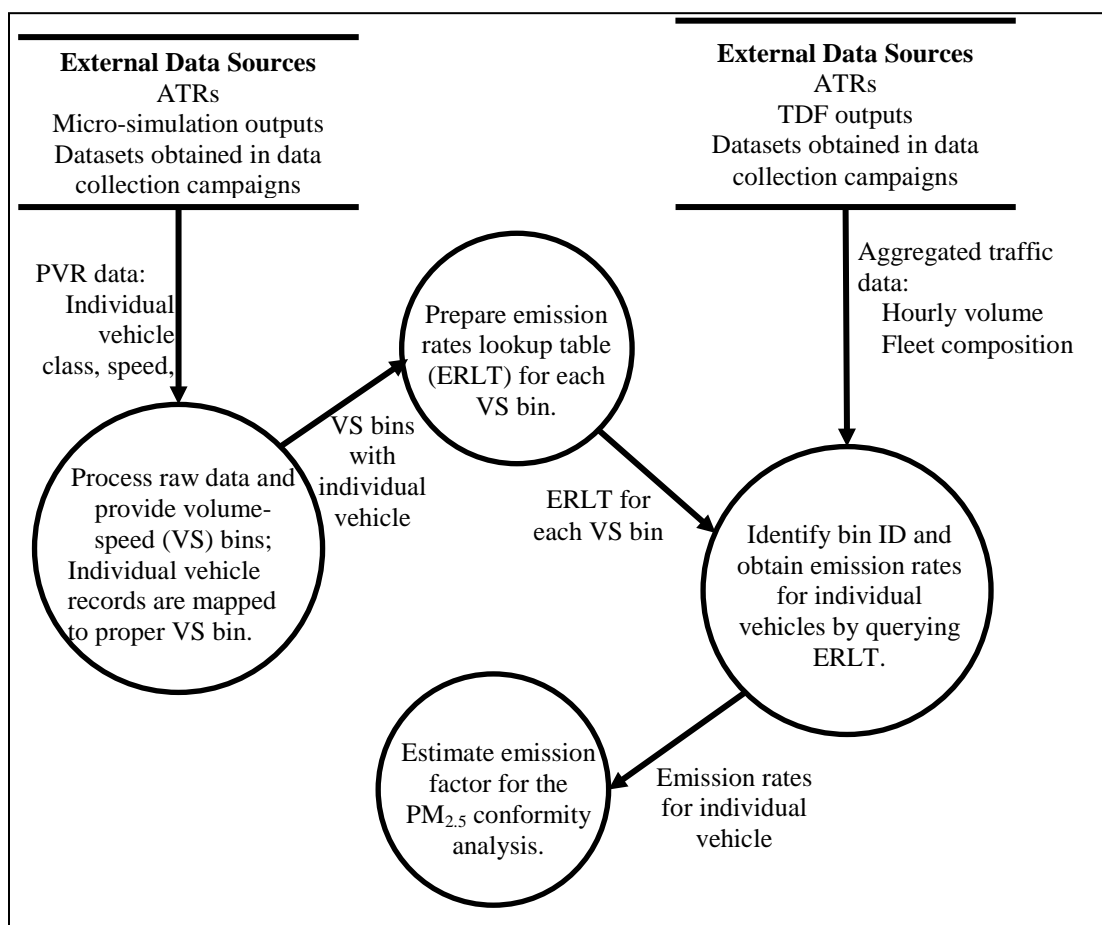 External Data Sources
ATRs
Micro-simulation outputs
Datasets obtained in data
collection campaigns
External Data Sources
ATRs
TDF outputs
Datasets obtained in data
collection campaigns
PVR data:
Individual
vehicle
class, speed,
Aggregated traffic
data:
Hourly volume
Fleet composition
Prepare emission
rates lookup table
(ERLT) for each
VS bin.
VS bins
with
individual
vehicle
Process raw data and
provide volume-
speed (VS) bins;
Individual vehicle
records are mapped
to proper VS bin.
ERLT for
each VS bin
Identify bin ID and
obtain emission rates
for individual
vehicles by querying
ERLT.
Estimate emission
factor for the
PM2.5 conformity
analysis.
Emission rates
for individual
vehicle